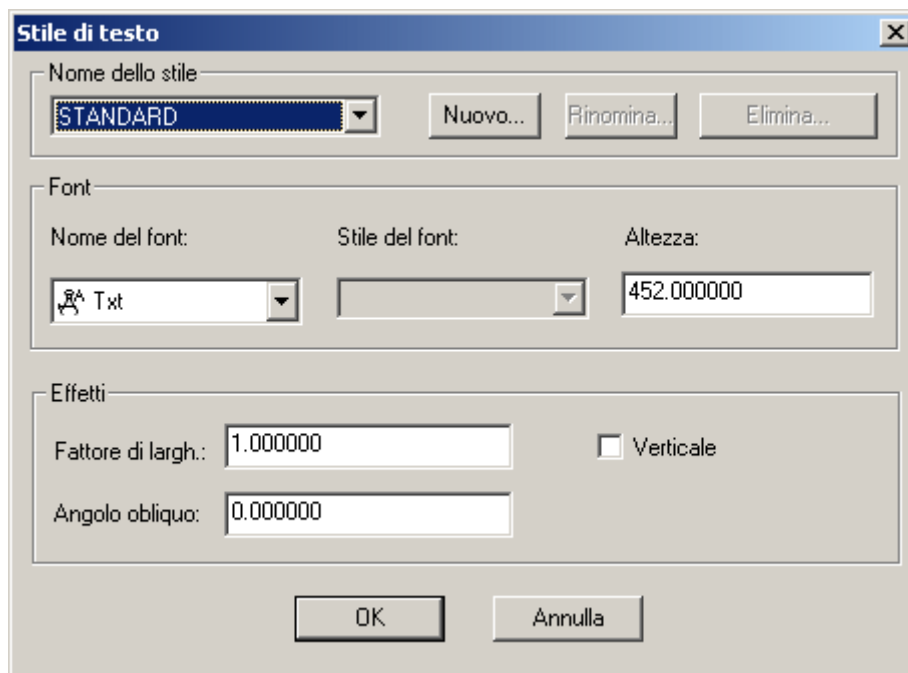 Stile di testo
Nome dello stile
STANDARD
Nuovo...
Rinomina...
Elimina...
Font
Nome del font:
Stile del font:
Altezza:
Txt
452.000000
Effetti
Fattore di largh.:
1.000000
Verticale
Angolo obliquo:
0.000000
OK
Annulla